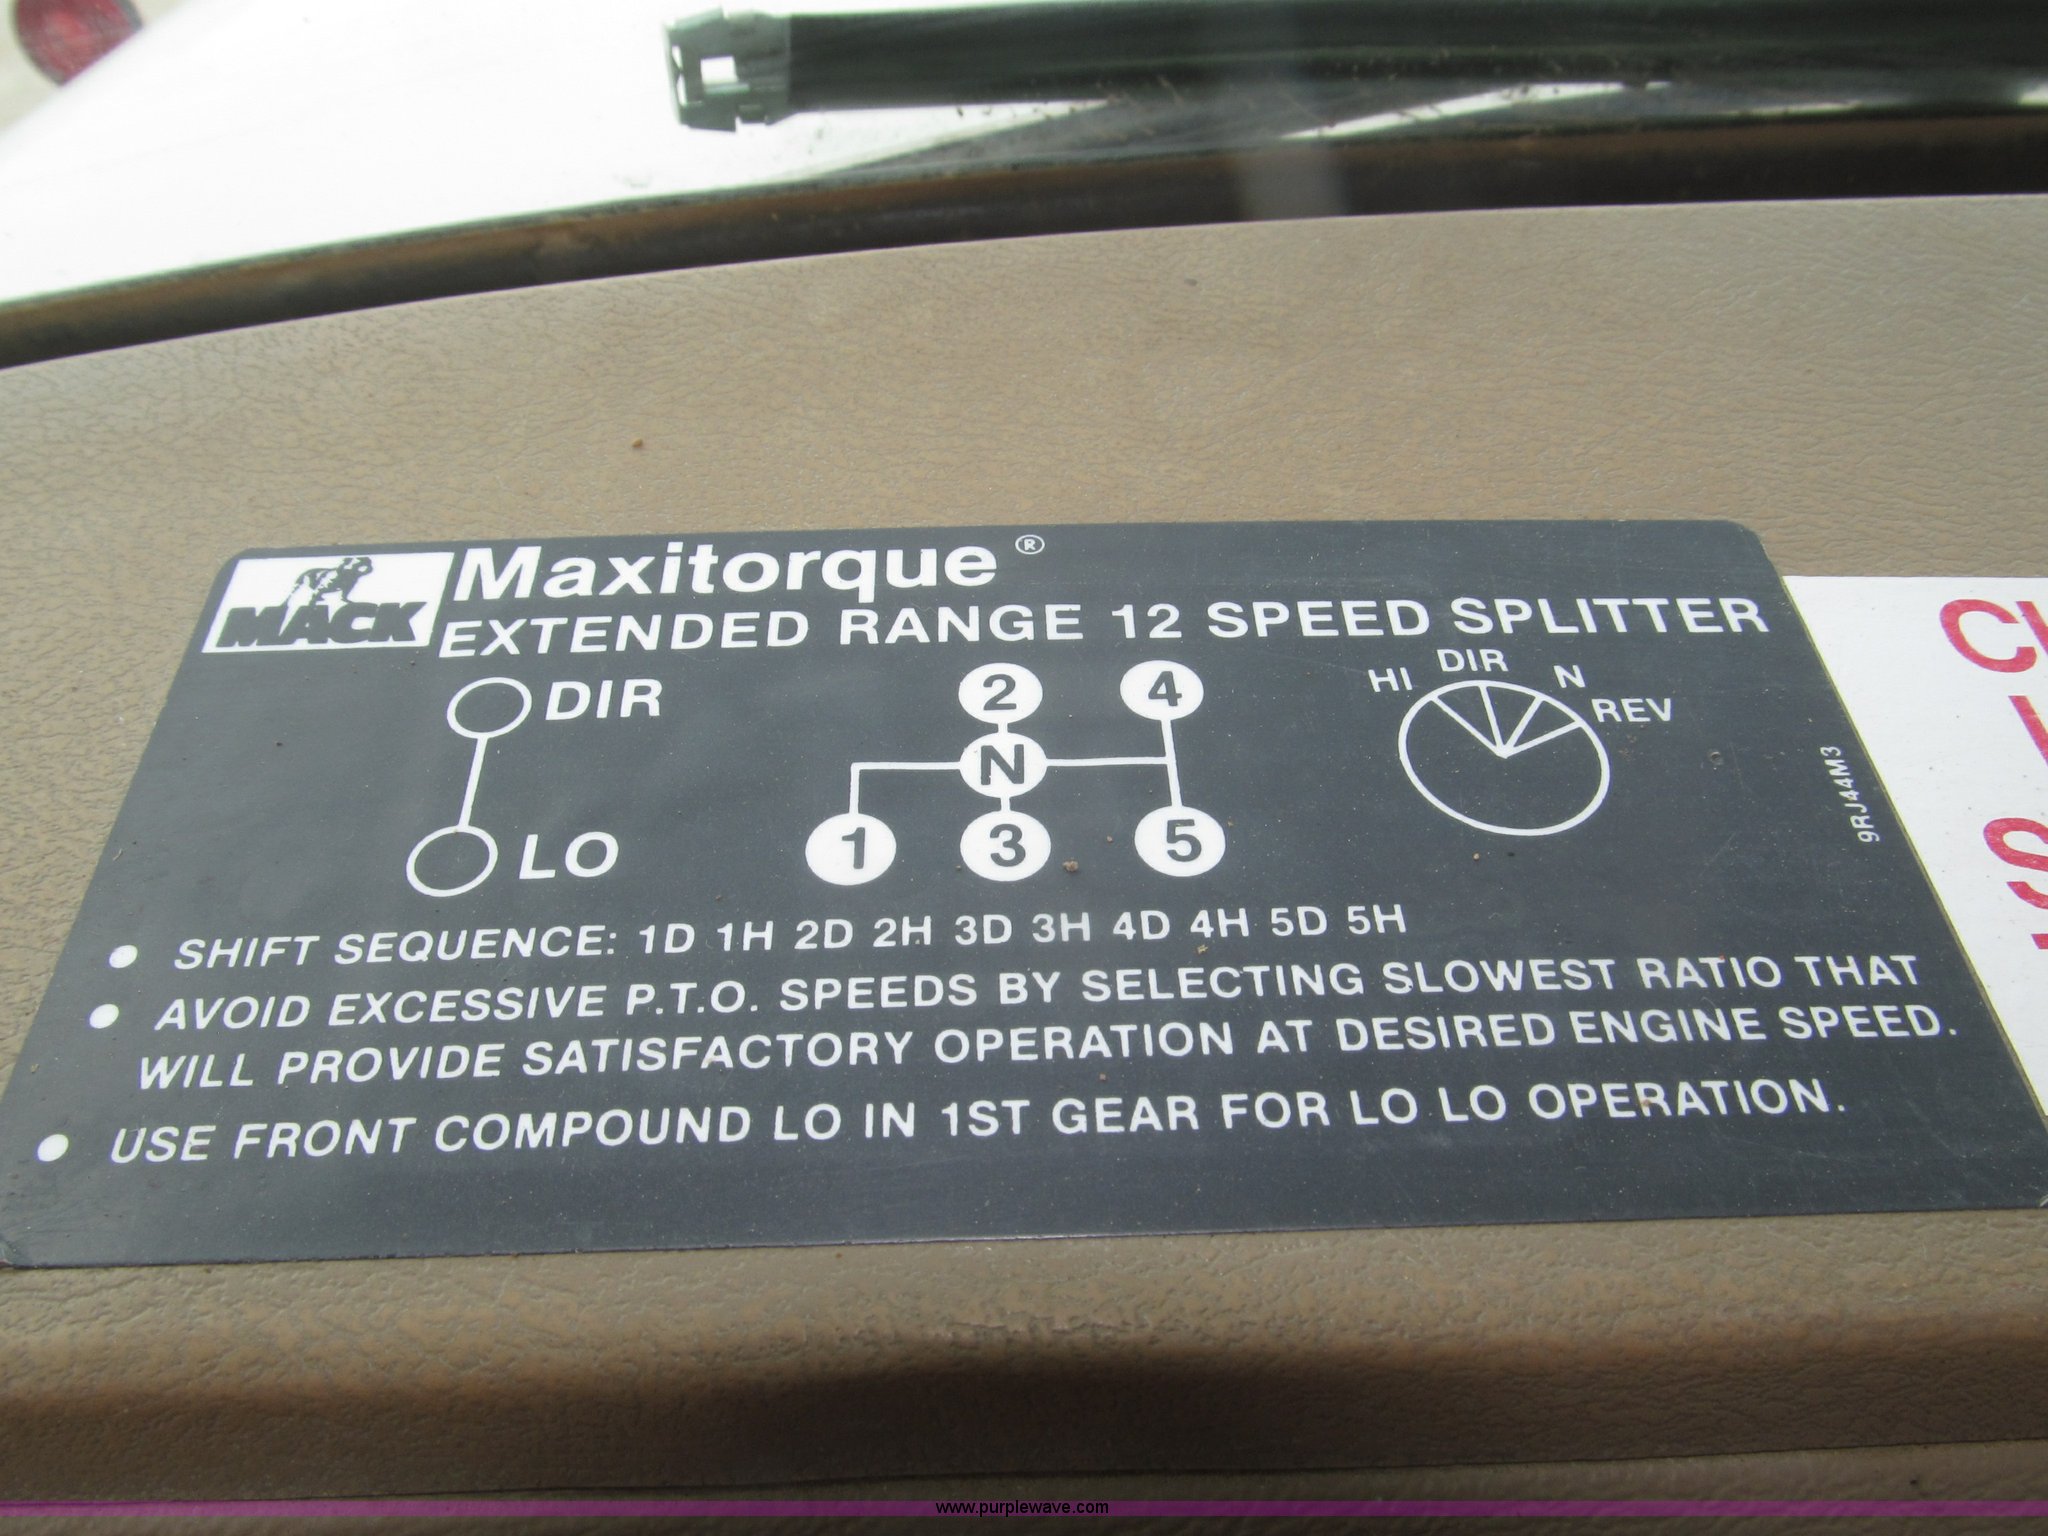 MACK
Maxitorque ®
EXTENDED RANGE 12 SPEED SPLITTER
DIR
LO
2 4
N
1 3 5
HI DIR N REV
9RJ44M3
• SHIFT SEQUENCE: 1D 1H 2D 2H 3D 3H 4D 4H 5D 5H
• AVOID EXCESSIVE P.T.O. SPEEDS BY SELECTING SLOWEST RATIO THAT
WILL PROVIDE SATISFACTORY OPERATION AT DESIRED ENGINE SPEED.
• USE FRONT COMPOUND LO IN 1ST GEAR FOR LO LO OPERATION.
www.purplewave.com